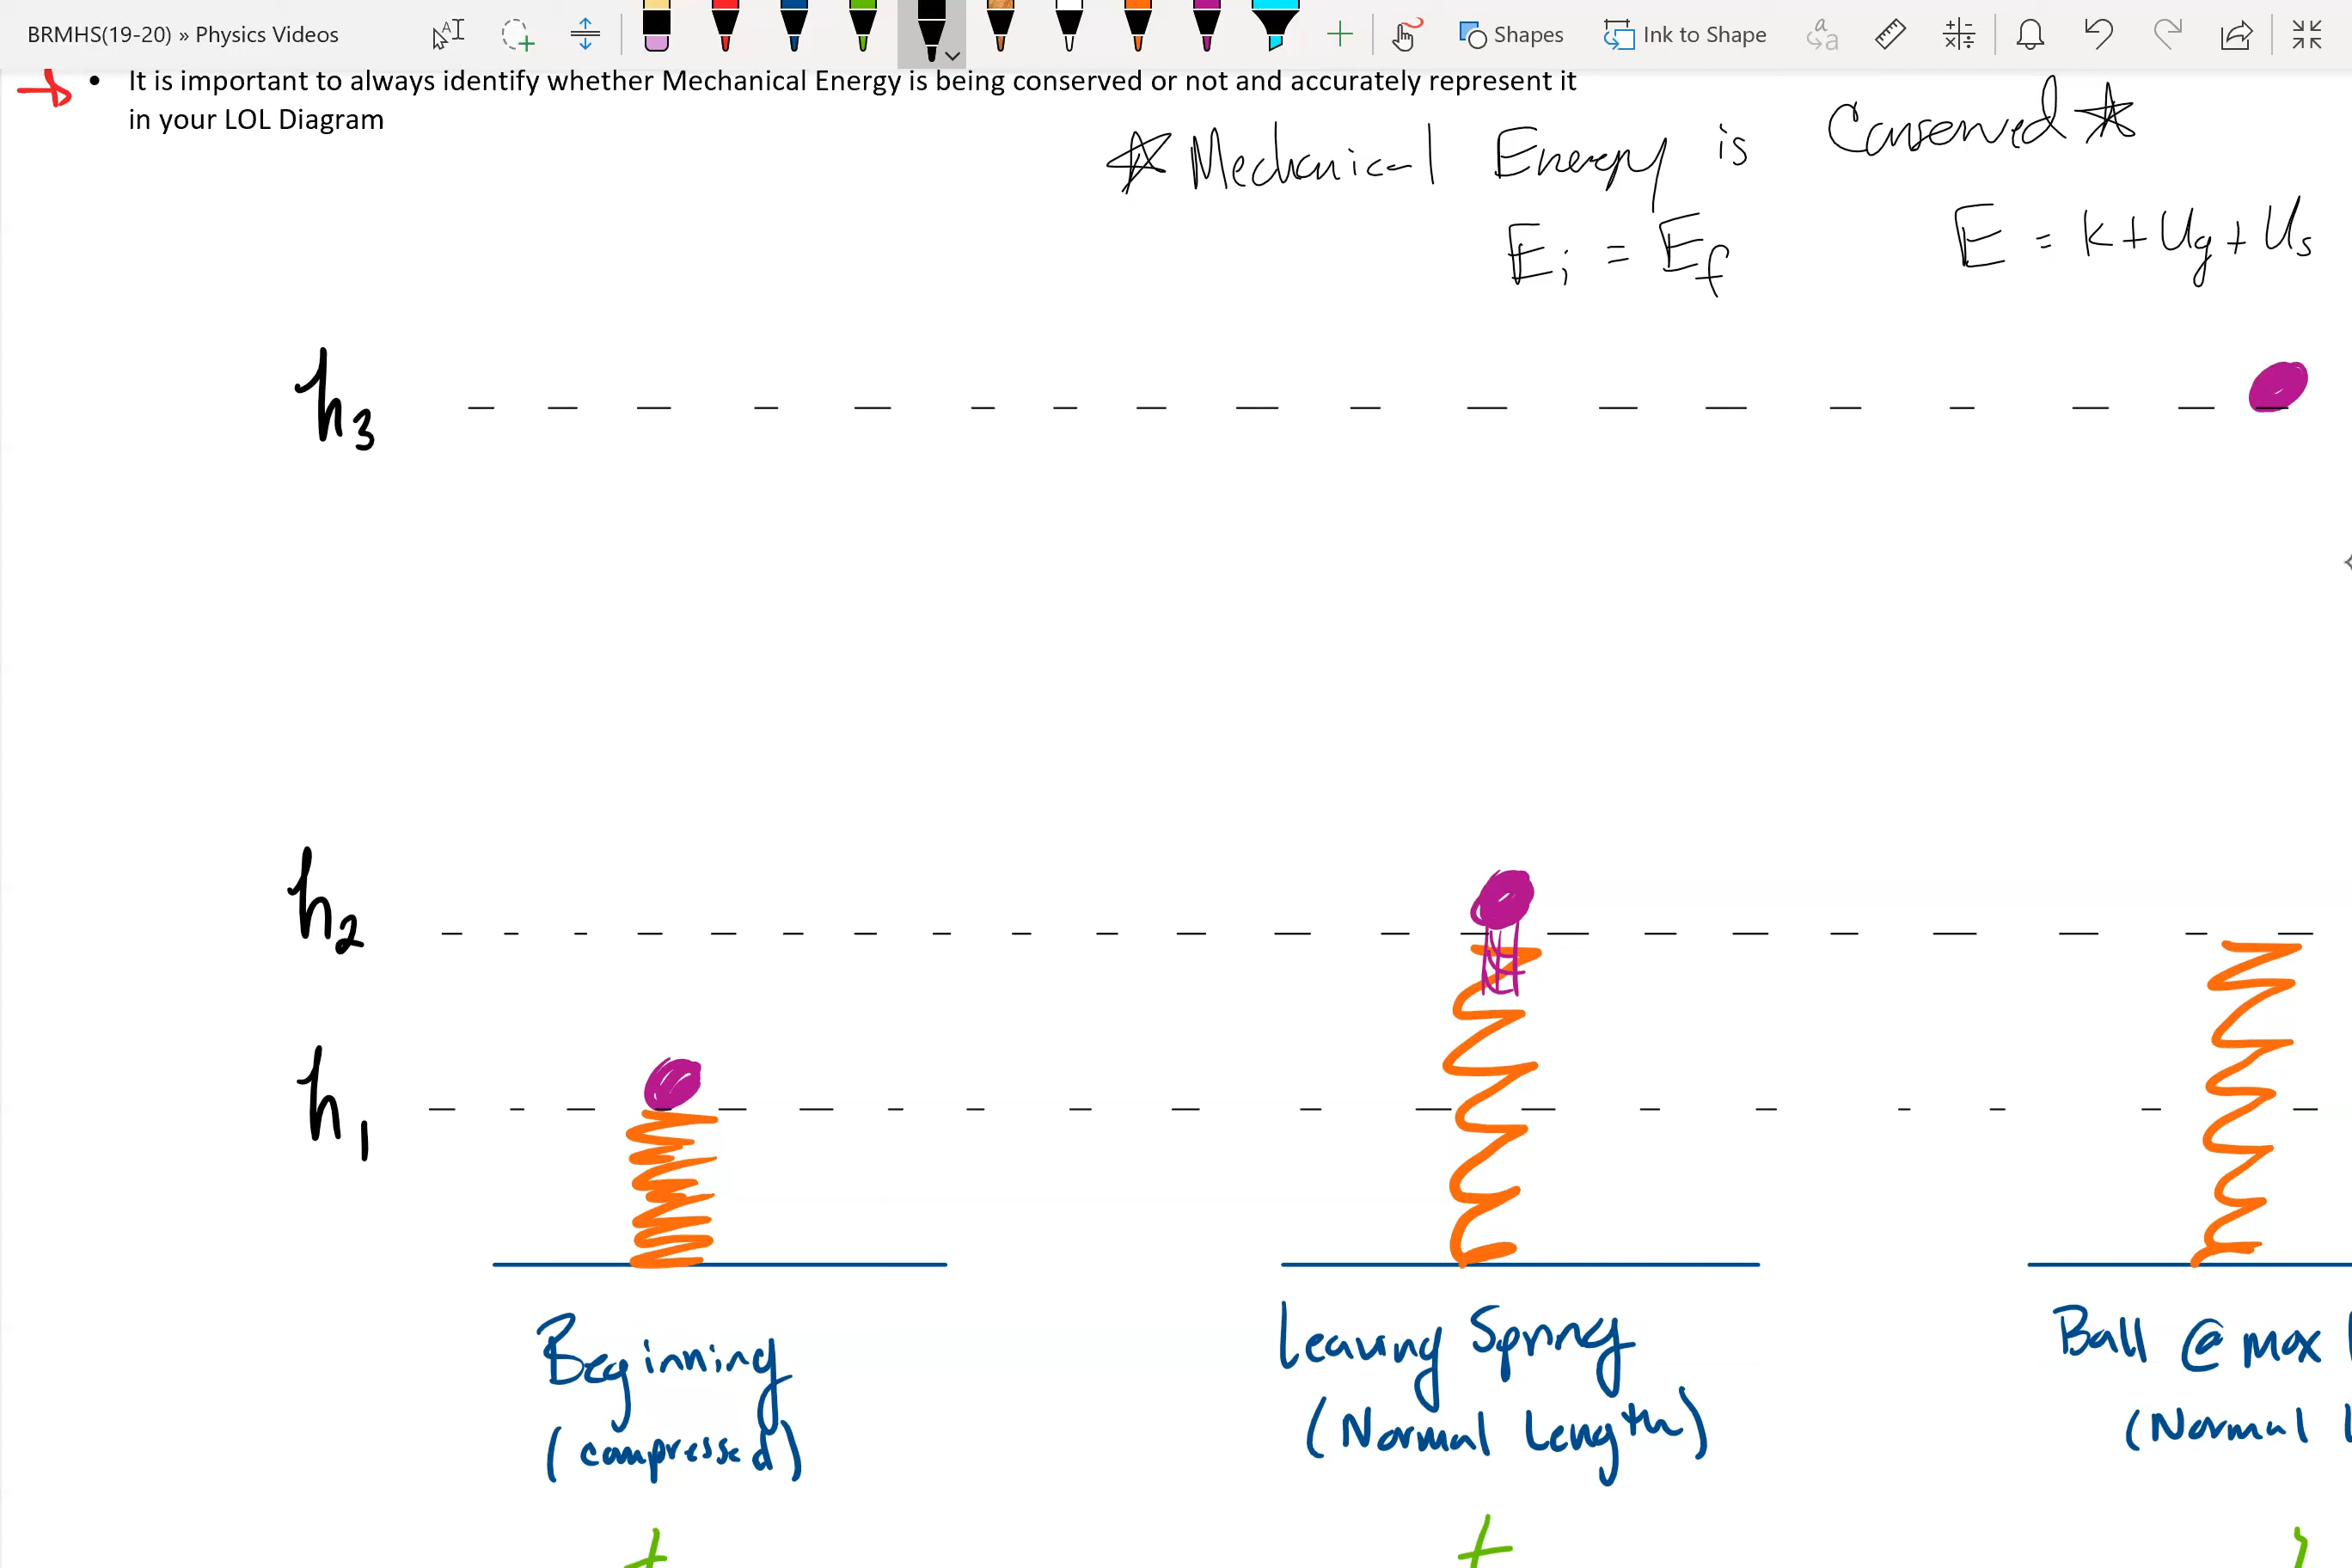 BRMHS(19-20) » Physics Videos
Shapes
Ink to Shape
• It is important to always identify whether Mechanical Energy is being conserved or not and accurately represent it
in your LOL Diagram
Mechanical Energy is Conserved
Ei = Ef
E = k + Ug + Us
h3
h2
h1
Beginning
(compressed)
Leaving Spring
(Normal Length)
Ball @ max
(Normal